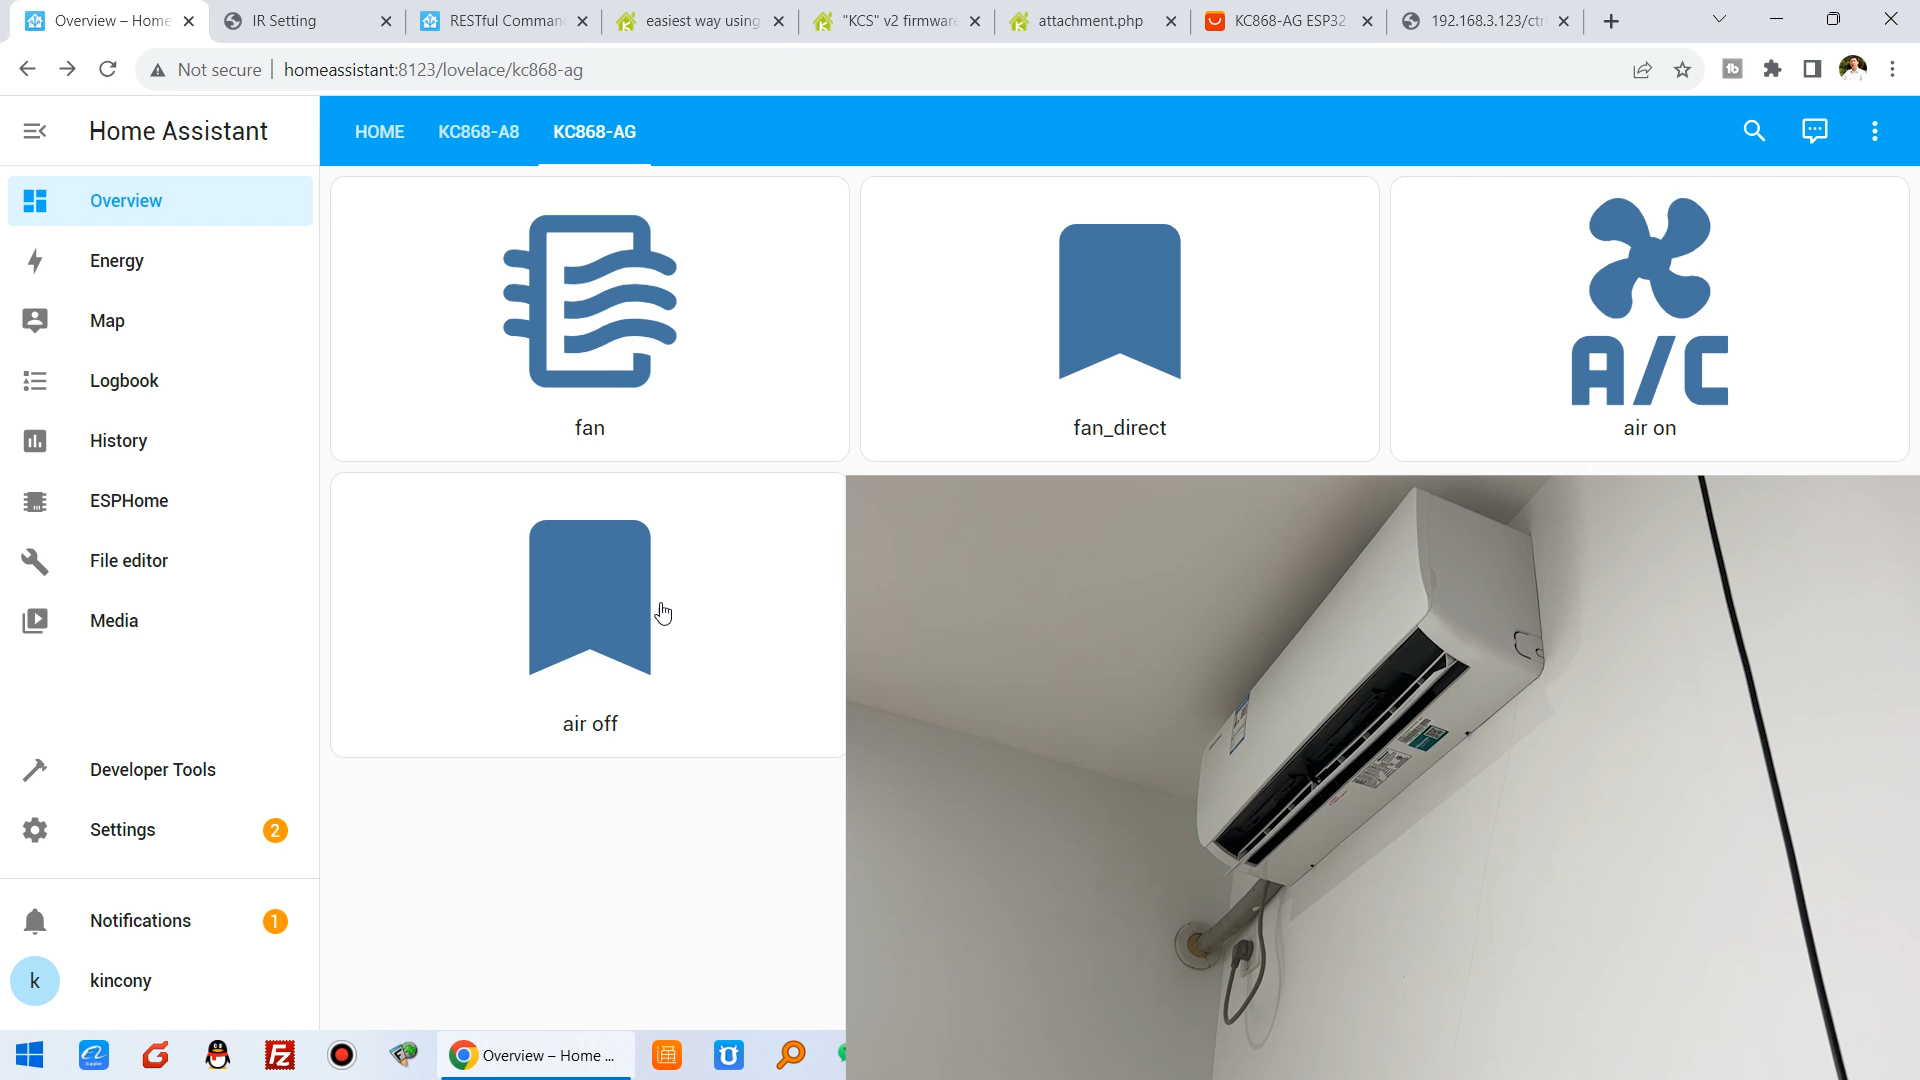 Overview – Home
IR Setting
RESTful Comman
easiest way using
"KCS" v2 firmware
attachment.php
KC868-AG ESP32
192.168.3.123/ctr
Not secure
homeassistant:8123/lovelace/kc868-ag
Home Assistant
HOME
KC868-A8
KC868-AG
Overview
Energy
Map
Logbook
History
ESPHome
File editor
Media
Developer Tools
Settings
2
Notifications
1
k
kincony
fan
fan_direct
A/C
air on
air off
Overview – Home ...